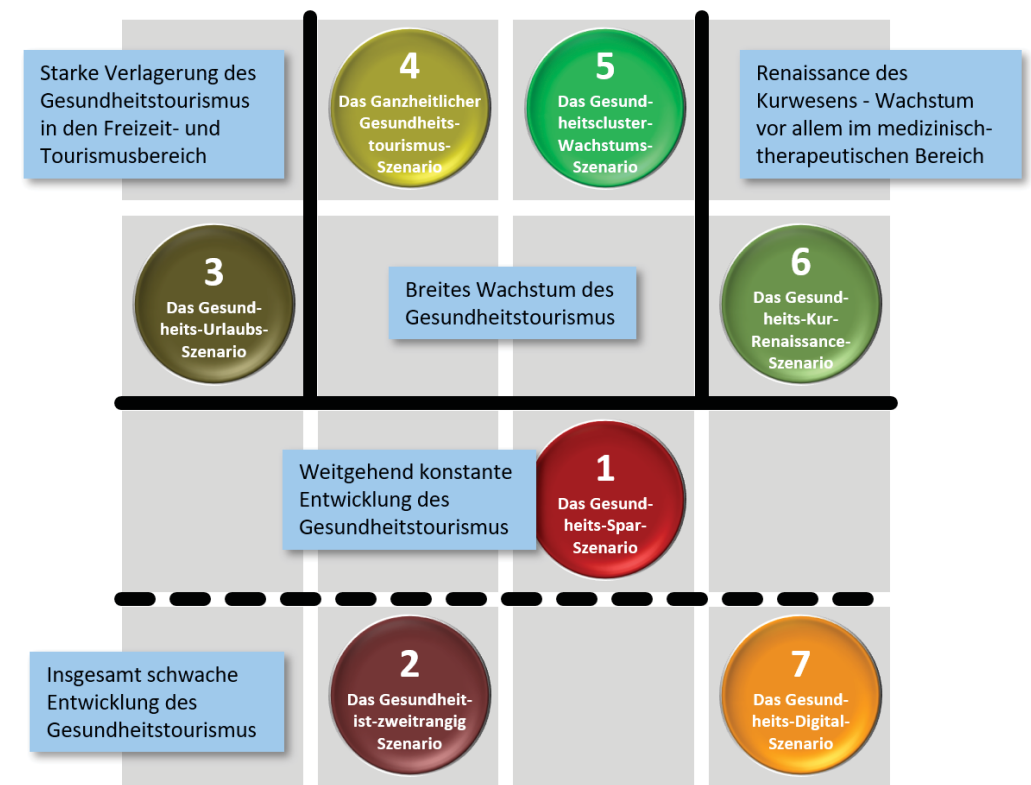 Starke Verlagerung des
Gesundheitstourismus
in den Freizeit- und
Tourismusbereich
4
Das Ganzheitlicher
Gesundheits-
tourismus-
Szenario
5
Das Gesund-
heitscluster-
Wachstums-
Szenario
Renaissance des
Kurwesens - Wachstum
vor allem im medizinisch-
therapeutischen Bereich
3
Das Gesund-
heits-Urlaubs-
Szenario
Breites Wachstum des
Gesundheitstourismus
6
Das Gesund-
heits-Kur-
Renaissance-
Szenario
Weitgehend konstante
Entwicklung des
Gesundheitstourismus
1
Das Gesund-
heits-Spar-
Szenario
Insgesamt schwache
Entwicklung des
Gesundheitstourismus
2
Das Gesundheit-
ist-zweitrangig
Szenario
7
Das Gesund-
heits-Digital-
Szenario